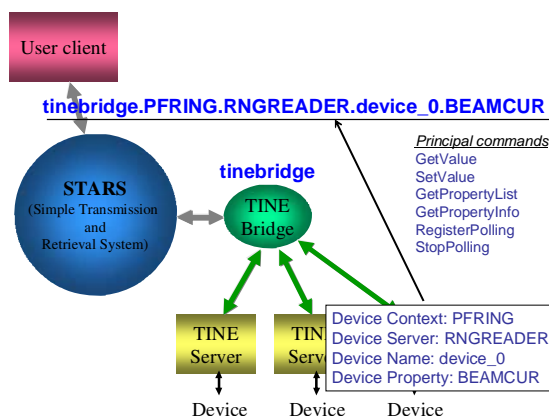 User client
tinebridge.PFRING.RNGREADER.device_0.BEAMCUR
Principal commands
GetValue
SetValue
GetPropertyList
GetPropertyInfo
RegisterPolling
StopPolling
tinebridge
STARS
(Simple Transmission
and
Retrieval System)
TINE
Bridge
TINE
Server
TINE
Serve
Device Context: PFRING
Device Server: RNGREADER
Device Name: device_0
Device Property: BEAMCUR
Device
Device
Device